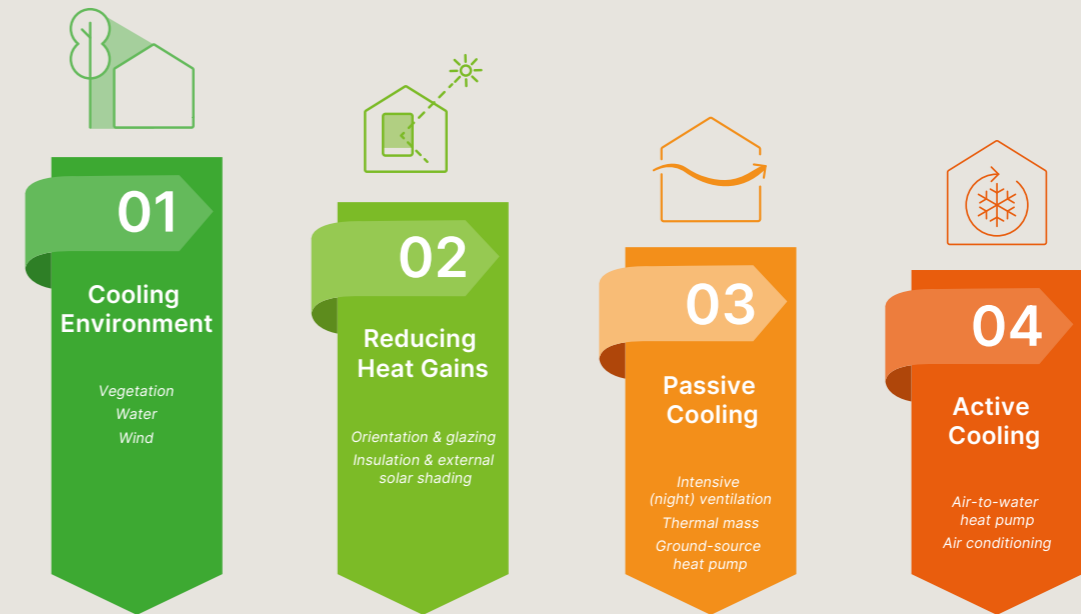 01
Cooling
Environment
Vegetation
Water
Wind
02
Reducing
Heat Gains
Orientation & glazing
Insulation & external
solar shading
03
Passive
Cooling
Intensive
(night) ventilation
Thermal mass
Ground-source
heat pump
04
Active
Cooling
Air-to-water
heat pump
Air conditioning